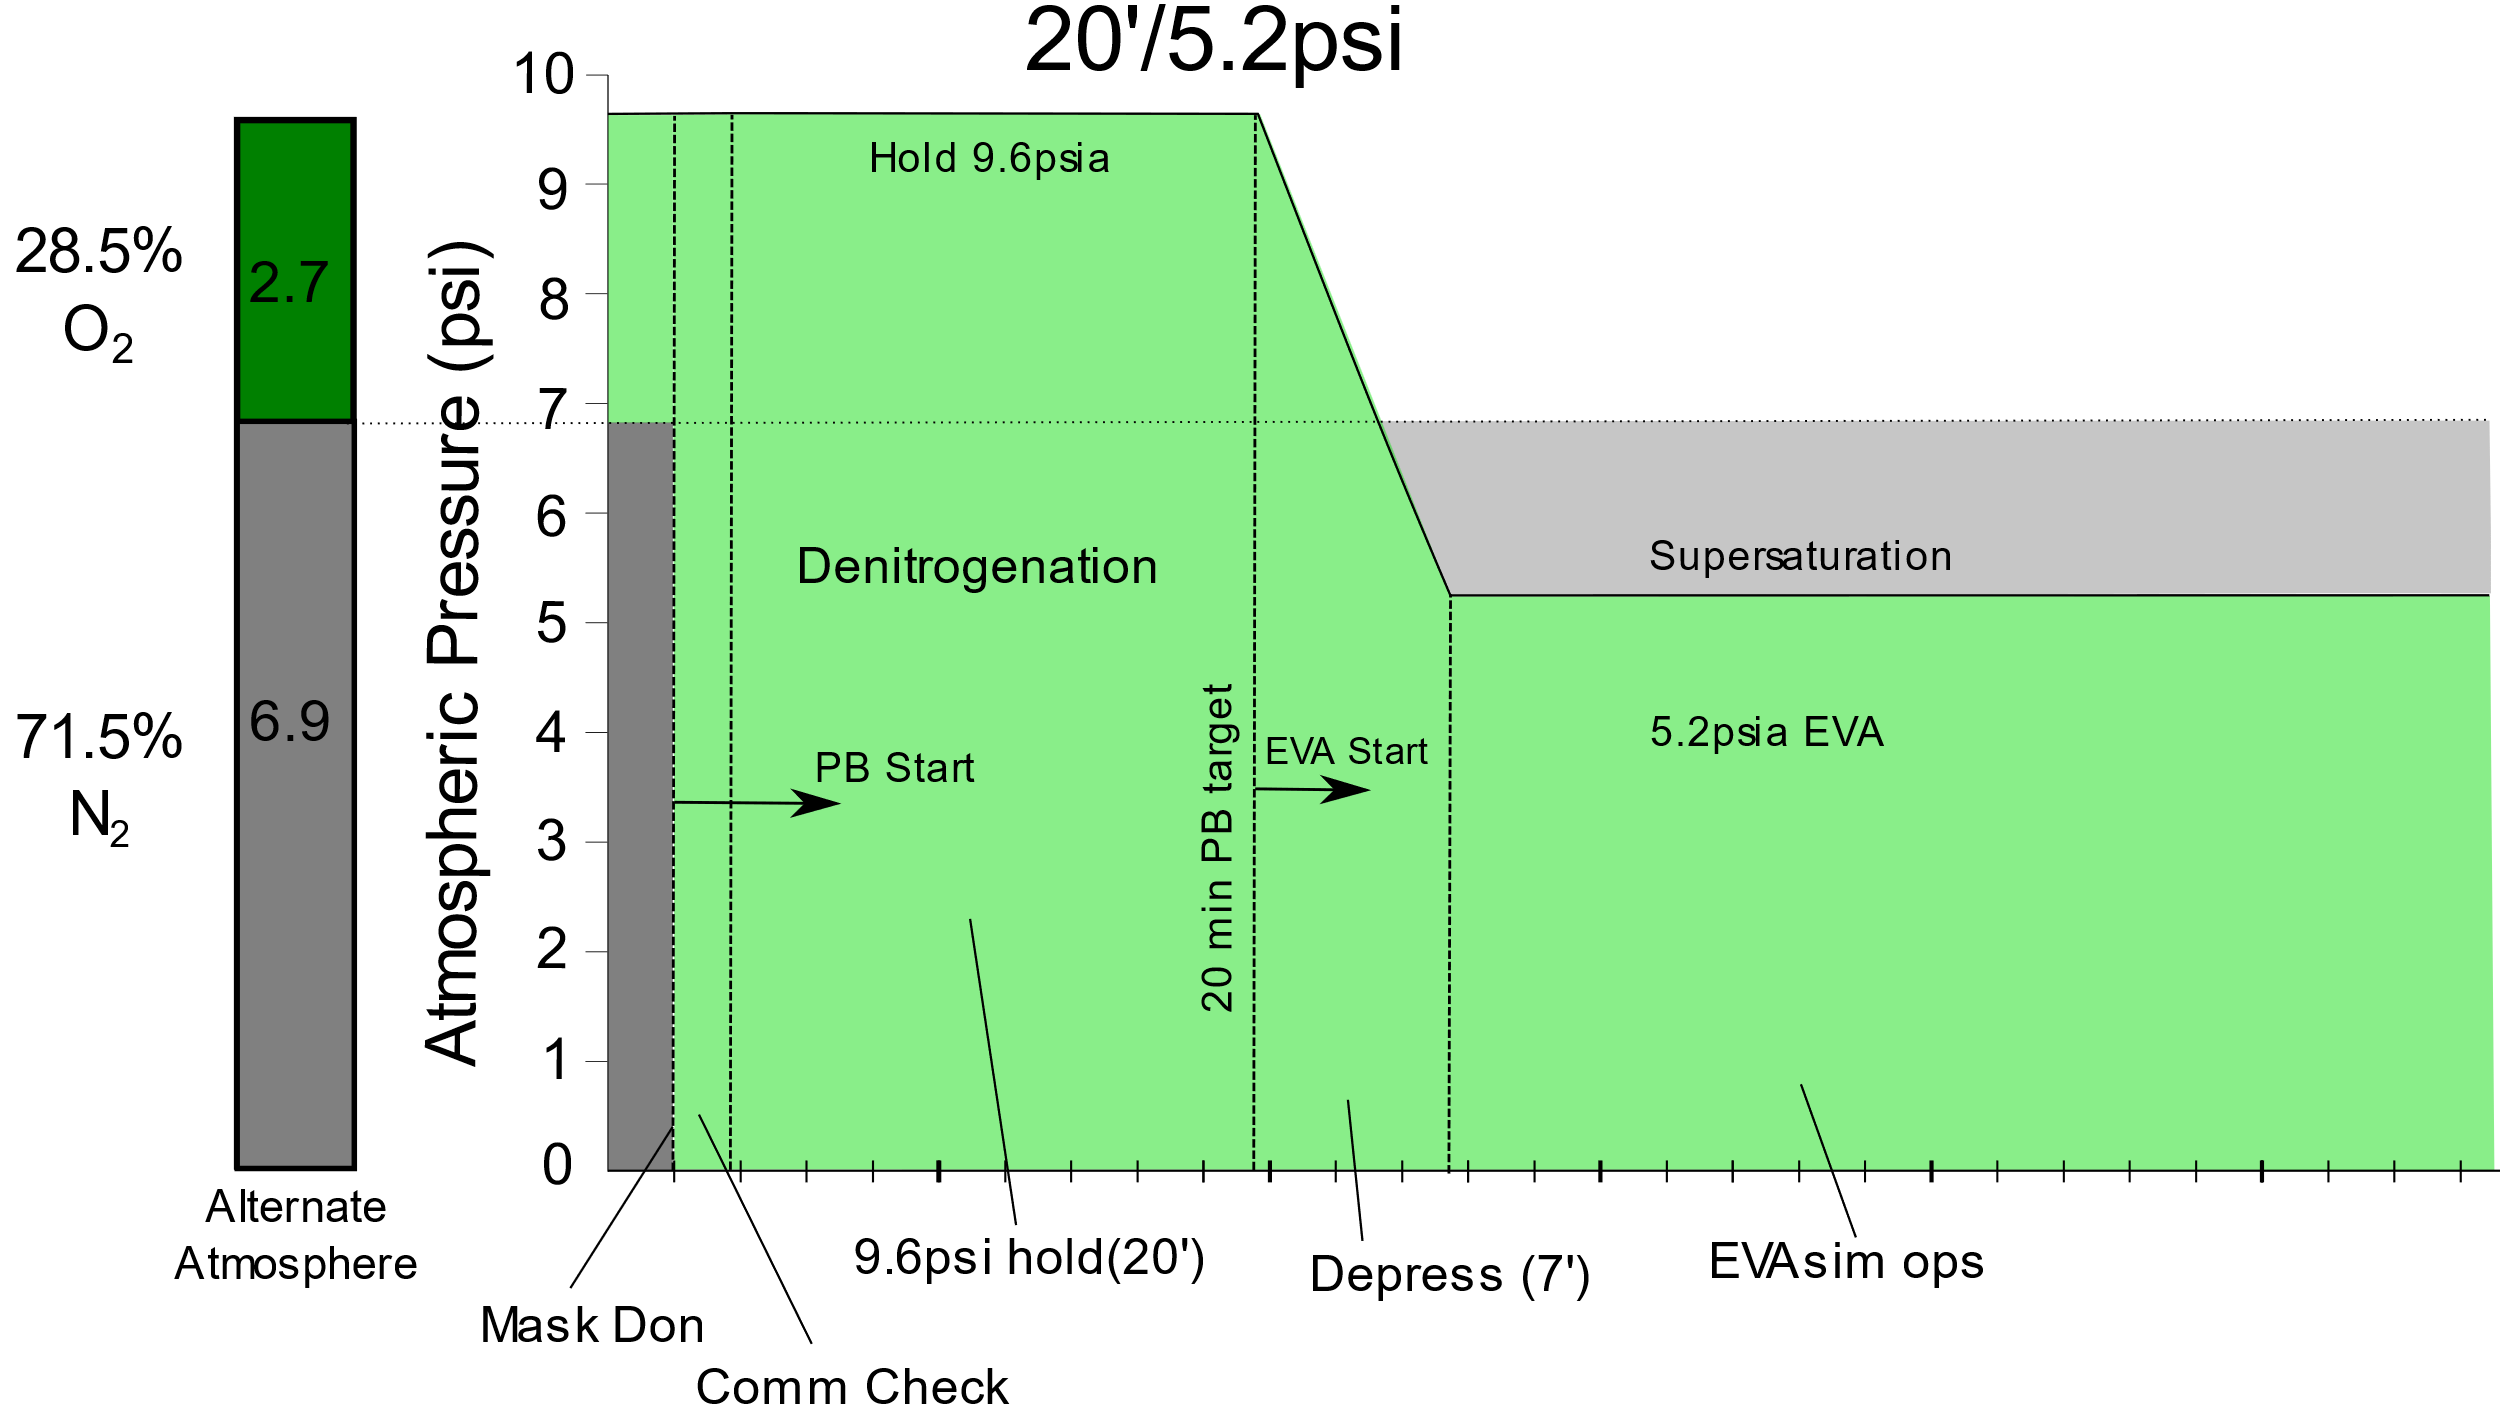 20'/5.2psi
10
9
8
7
6
5
4
3
2
1
0
Atmospheric Pressure (psi)
28.5%
O₂
2.7
71.5%
N₂
6.9
Alternate
Atmosphere
Hold 9.6psia
Denitrogenation
PB Start
20 min PB target
EVA Start
Supersaturation
5.2psia EVA
Mask Don
Comm Check
9.6psi hold(20')
Depress (7')
EVAsim ops